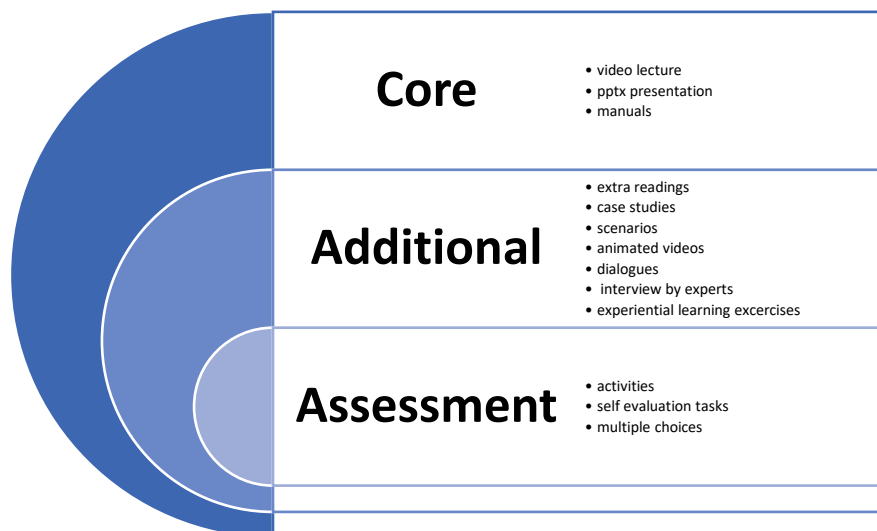 Core
• video lecture
• pptx presentation
• manuals
Additional
• extra readings
• case studies
• scenarios
• animated videos
• dialogues
• interview by experts
• experiential learning excercises
Assessment
• activities
• self evaluation tasks
• multiple choices